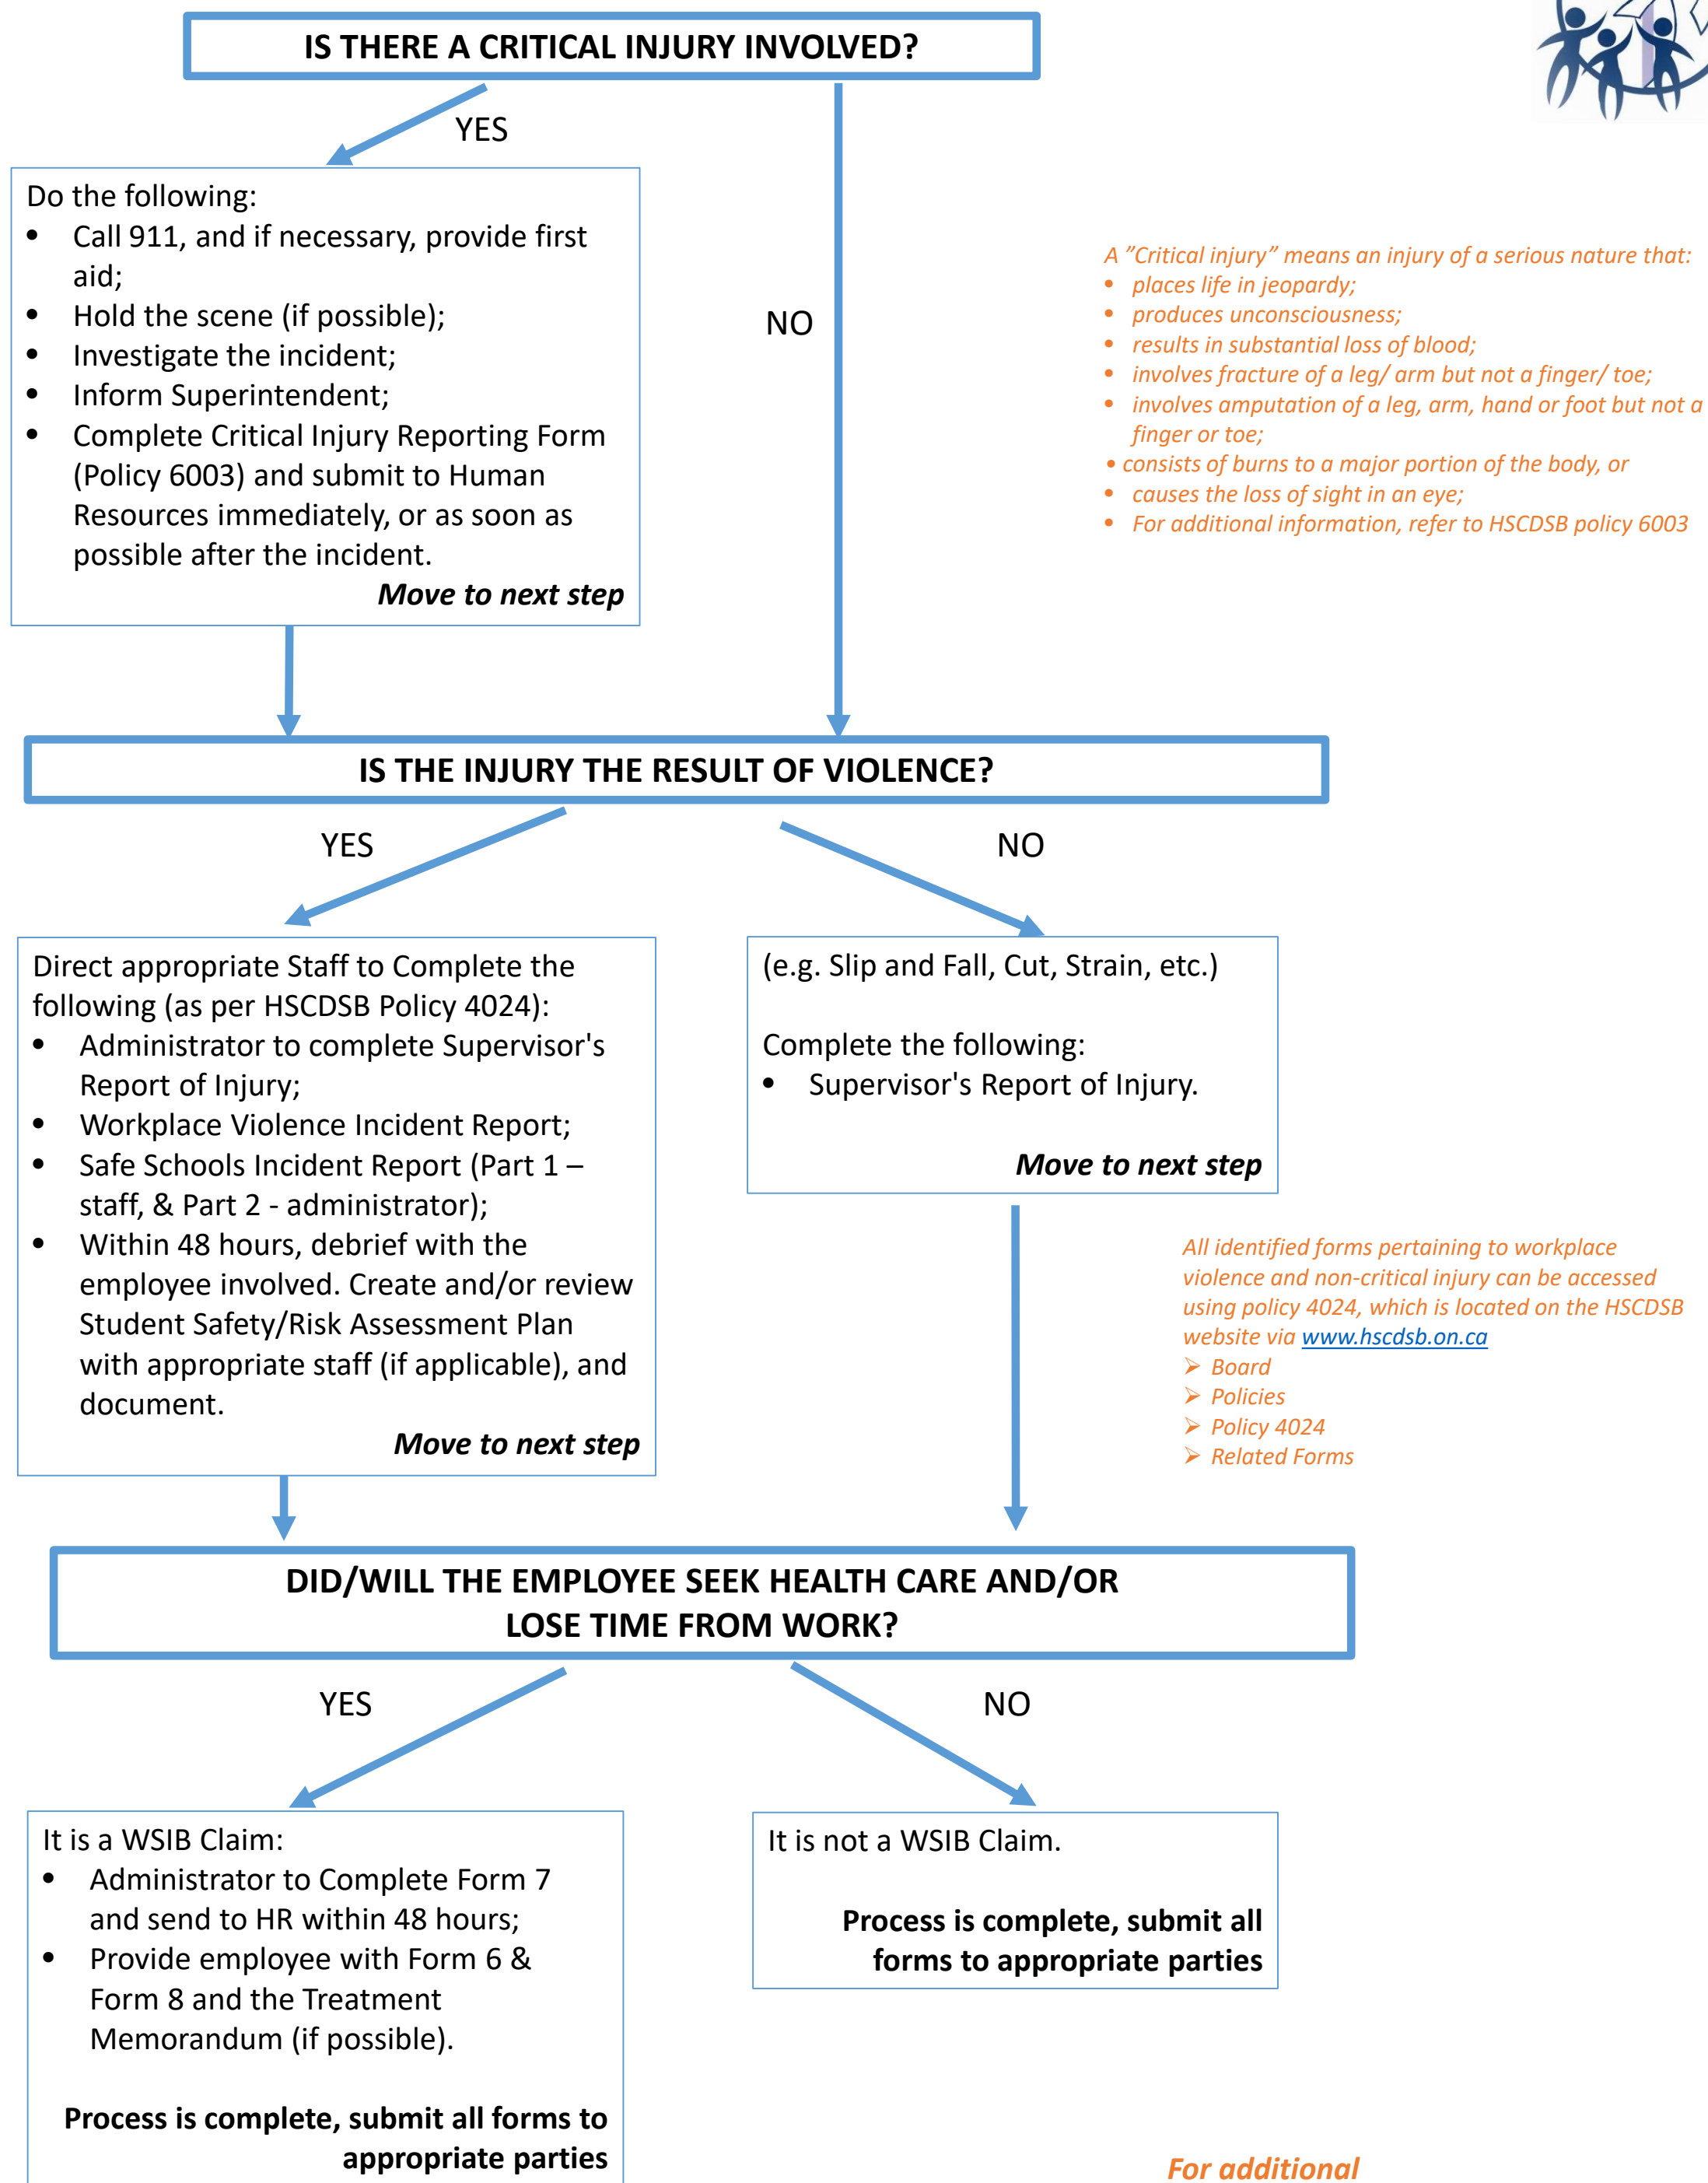 IS THERE A CRITICAL INJURY INVOLVED?
YES
NO
Do the following:
• Call 911, and if necessary, provide first
aid;
• Hold the scene (if possible);
• Investigate the incident;
• Inform Superintendent;
• Complete Critical Injury Reporting Form
(Policy 6003) and submit to Human
Resources immediately, or as soon as
possible after the incident.
Move to next step
A ”Critical injury” means an injury of a serious nature that:
• places life in jeopardy;
• produces unconsciousness;
• results in substantial loss of blood;
• involves fracture of a leg/ arm but not a finger/ toe;
• involves amputation of a leg, arm, hand or foot but not a
finger or toe;
• consists of burns to a major portion of the body, or
• causes the loss of sight in an eye;
• For additional information, refer to HSCDSB policy 6003
IS THE INJURY THE RESULT OF VIOLENCE?
YES
NO
Direct appropriate Staff to Complete the
following (as per HSCDSB Policy 4024):
• Administrator to complete Supervisor's
Report of Injury;
• Workplace Violence Incident Report;
• Safe Schools Incident Report (Part 1 –
staff, & Part 2 - administrator);
• Within 48 hours, debrief with the
employee involved. Create and/or review
Student Safety/Risk Assessment Plan
with appropriate staff (if applicable), and
document.
Move to next step
(e.g. Slip and Fall, Cut, Strain, etc.)
Complete the following:
• Supervisor's Report of Injury.
Move to next step
All identified forms pertaining to workplace
violence and non-critical injury can be accessed
using policy 4024, which is located on the HSCDSB
website via www.hscdsb.on.ca
➢ Board
➢ Policies
➢ Policy 4024
➢ Related Forms
DID/WILL THE EMPLOYEE SEEK HEALTH CARE AND/OR
LOSE TIME FROM WORK?
YES
NO
It is a WSIB Claim:
• Administrator to Complete Form 7
and send to HR within 48 hours;
• Provide employee with Form 6 &
Form 8 and the Treatment
Memorandum (if possible).
Process is complete, submit all forms to
appropriate parties
It is not a WSIB Claim.
Process is complete, submit all
forms to appropriate parties
For additional